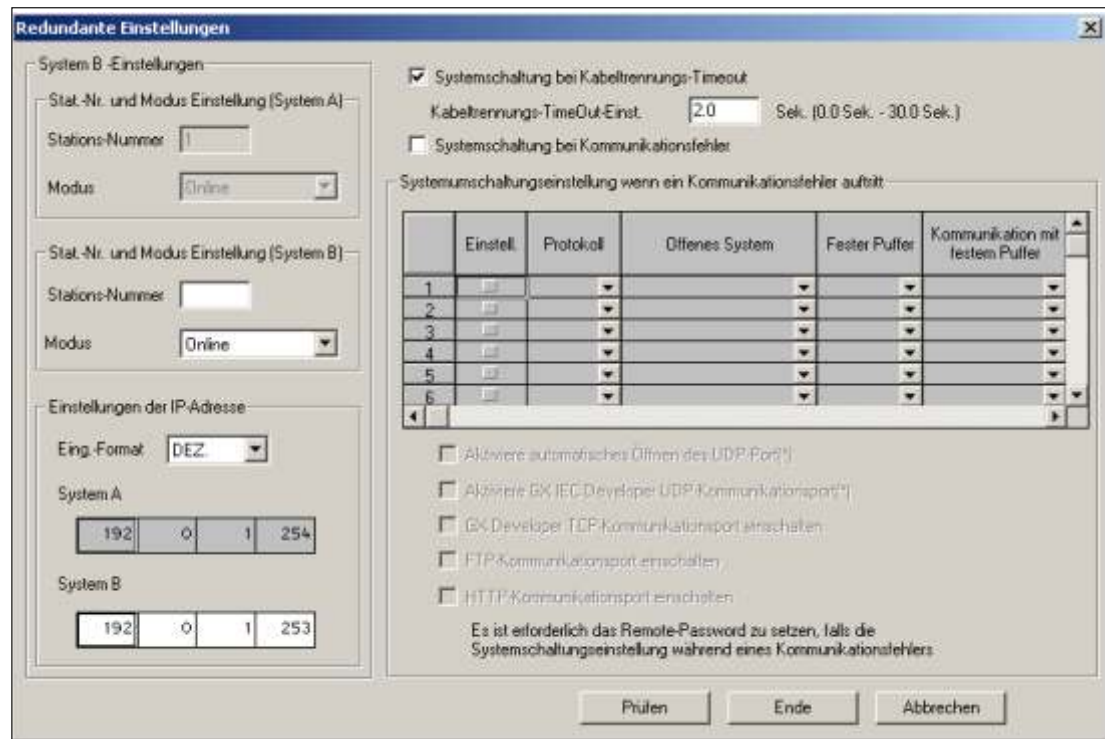 Redundante Einstellungen
System B -Einstellungen
Stat.-Nr. und Modus Einstellung (System A)
Stations-Nummer 1
Modus Online
Stat.-Nr. und Modus Einstellung (System B)
Stations-Nummer
Modus Online
Einstellungen der IP-Adresse
Eing.-Format DEZ.
System A
192 0 1 254
System B
192 0 1 253
Systemschaltung bei Kabeltrennungs-Timeout
Kabeltrennungs-TimeOut-Einst. 2.0 Sek. (0.0 Sek. - 30.0 Sek.)
Systemschaltung bei Kommunikationsfehler
Systemumschaltungseinstellung wenn ein Kommunikationsfehler auftritt
Einstell. Protokoll Offenes System Fester Puffer Kommunikation mit festem Puffer
1
2
3
4
5
6
Aktiviere automatisches Öffnen des UDP-Port(*)
Aktiviere GX IEC Developer UDP-Kommunikationsport(*)
GX Developer TCP-Kommunikationsport einschalten
FTP-Kommunikationsport einschalten
HTTP-Kommunikationsport einschalten
Es ist erforderlich das Remote-Password zu setzen, falls die
Systemschaltungseinstellung während eines Kommunikationsfehlers
Prüfen Ende Abbrechen